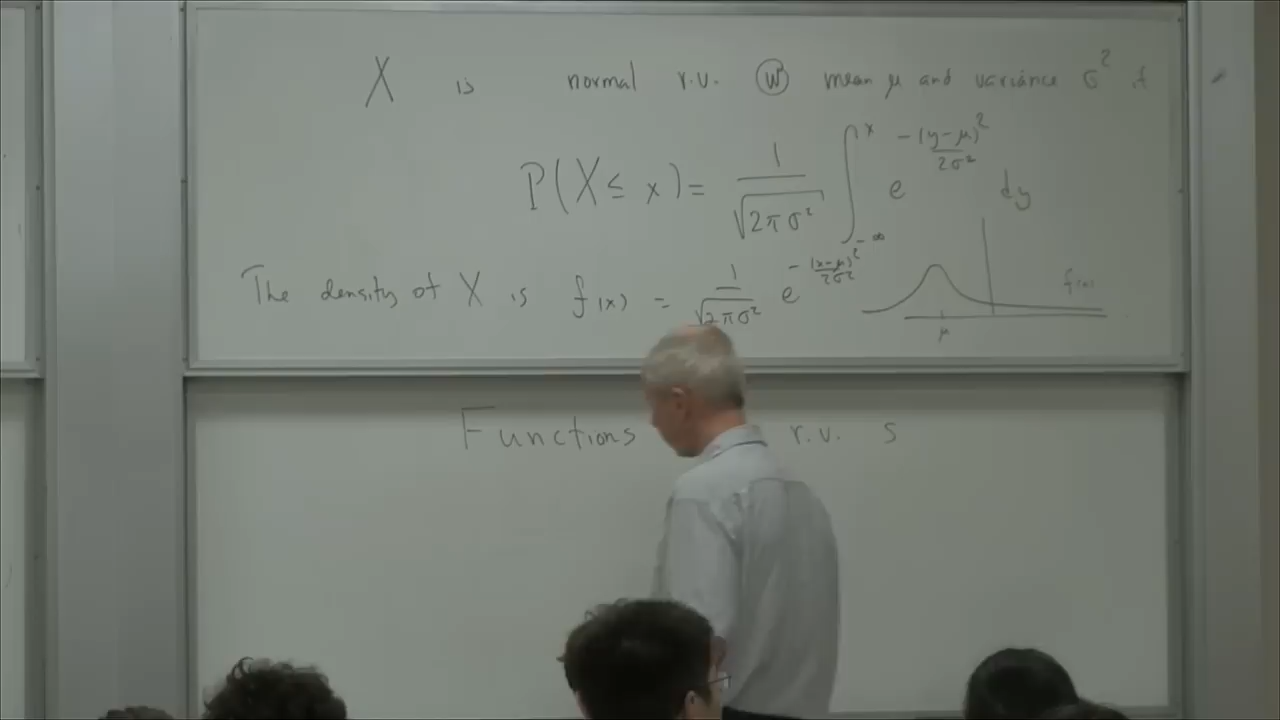 X is normal r.v. ⓦ mean μ and variance σ² if
P(X ≤ x) = 1/√(2πσ²) ∫_{-∞}^{x} e^{-(y-μ)²/2σ²} dy
The density of X is f(x) = 1/√(2πσ²) e^{-(x-μ)²/2σ²}
f(x)
μ
Functions r.v. s